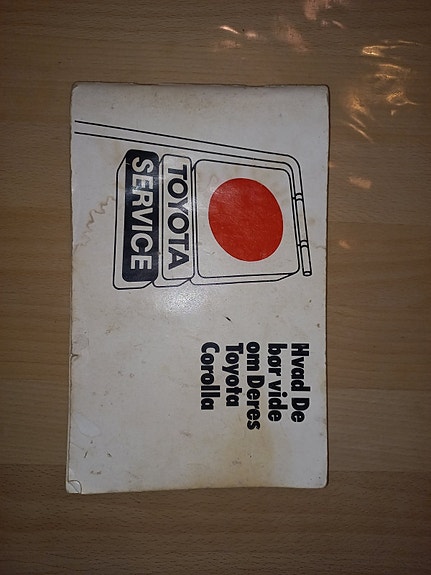 TOYOTA
SERVICE
Hvad De
bør vide
om Deres
Toyota
Corolla